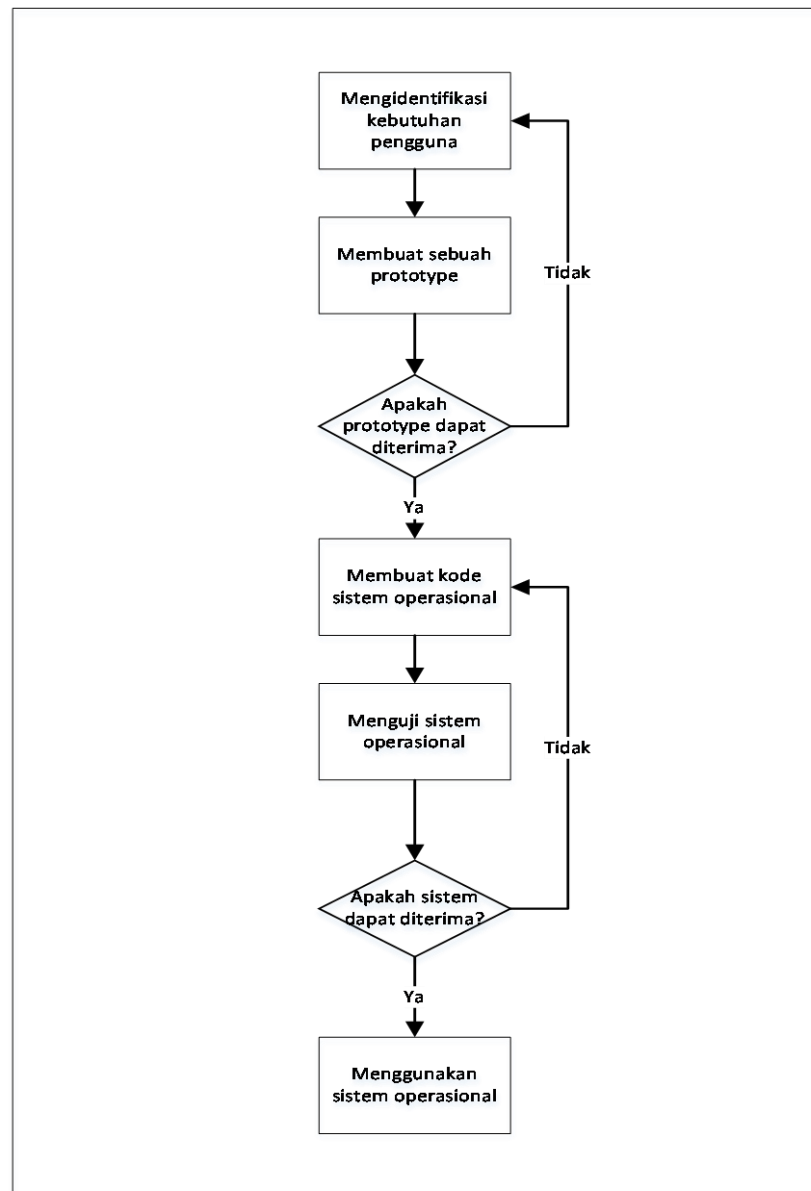 Mengidentifikasi
kebutuhan
pengguna
Membuat sebuah
prototype
Tidak
Apakah
prototype dapat
diterima?
Ya
Membuat kode
sistem operasional
Menguji sistem
operasional
Tidak
Apakah sistem
dapat diterima?
Ya
Menggunakan
sistem operasional